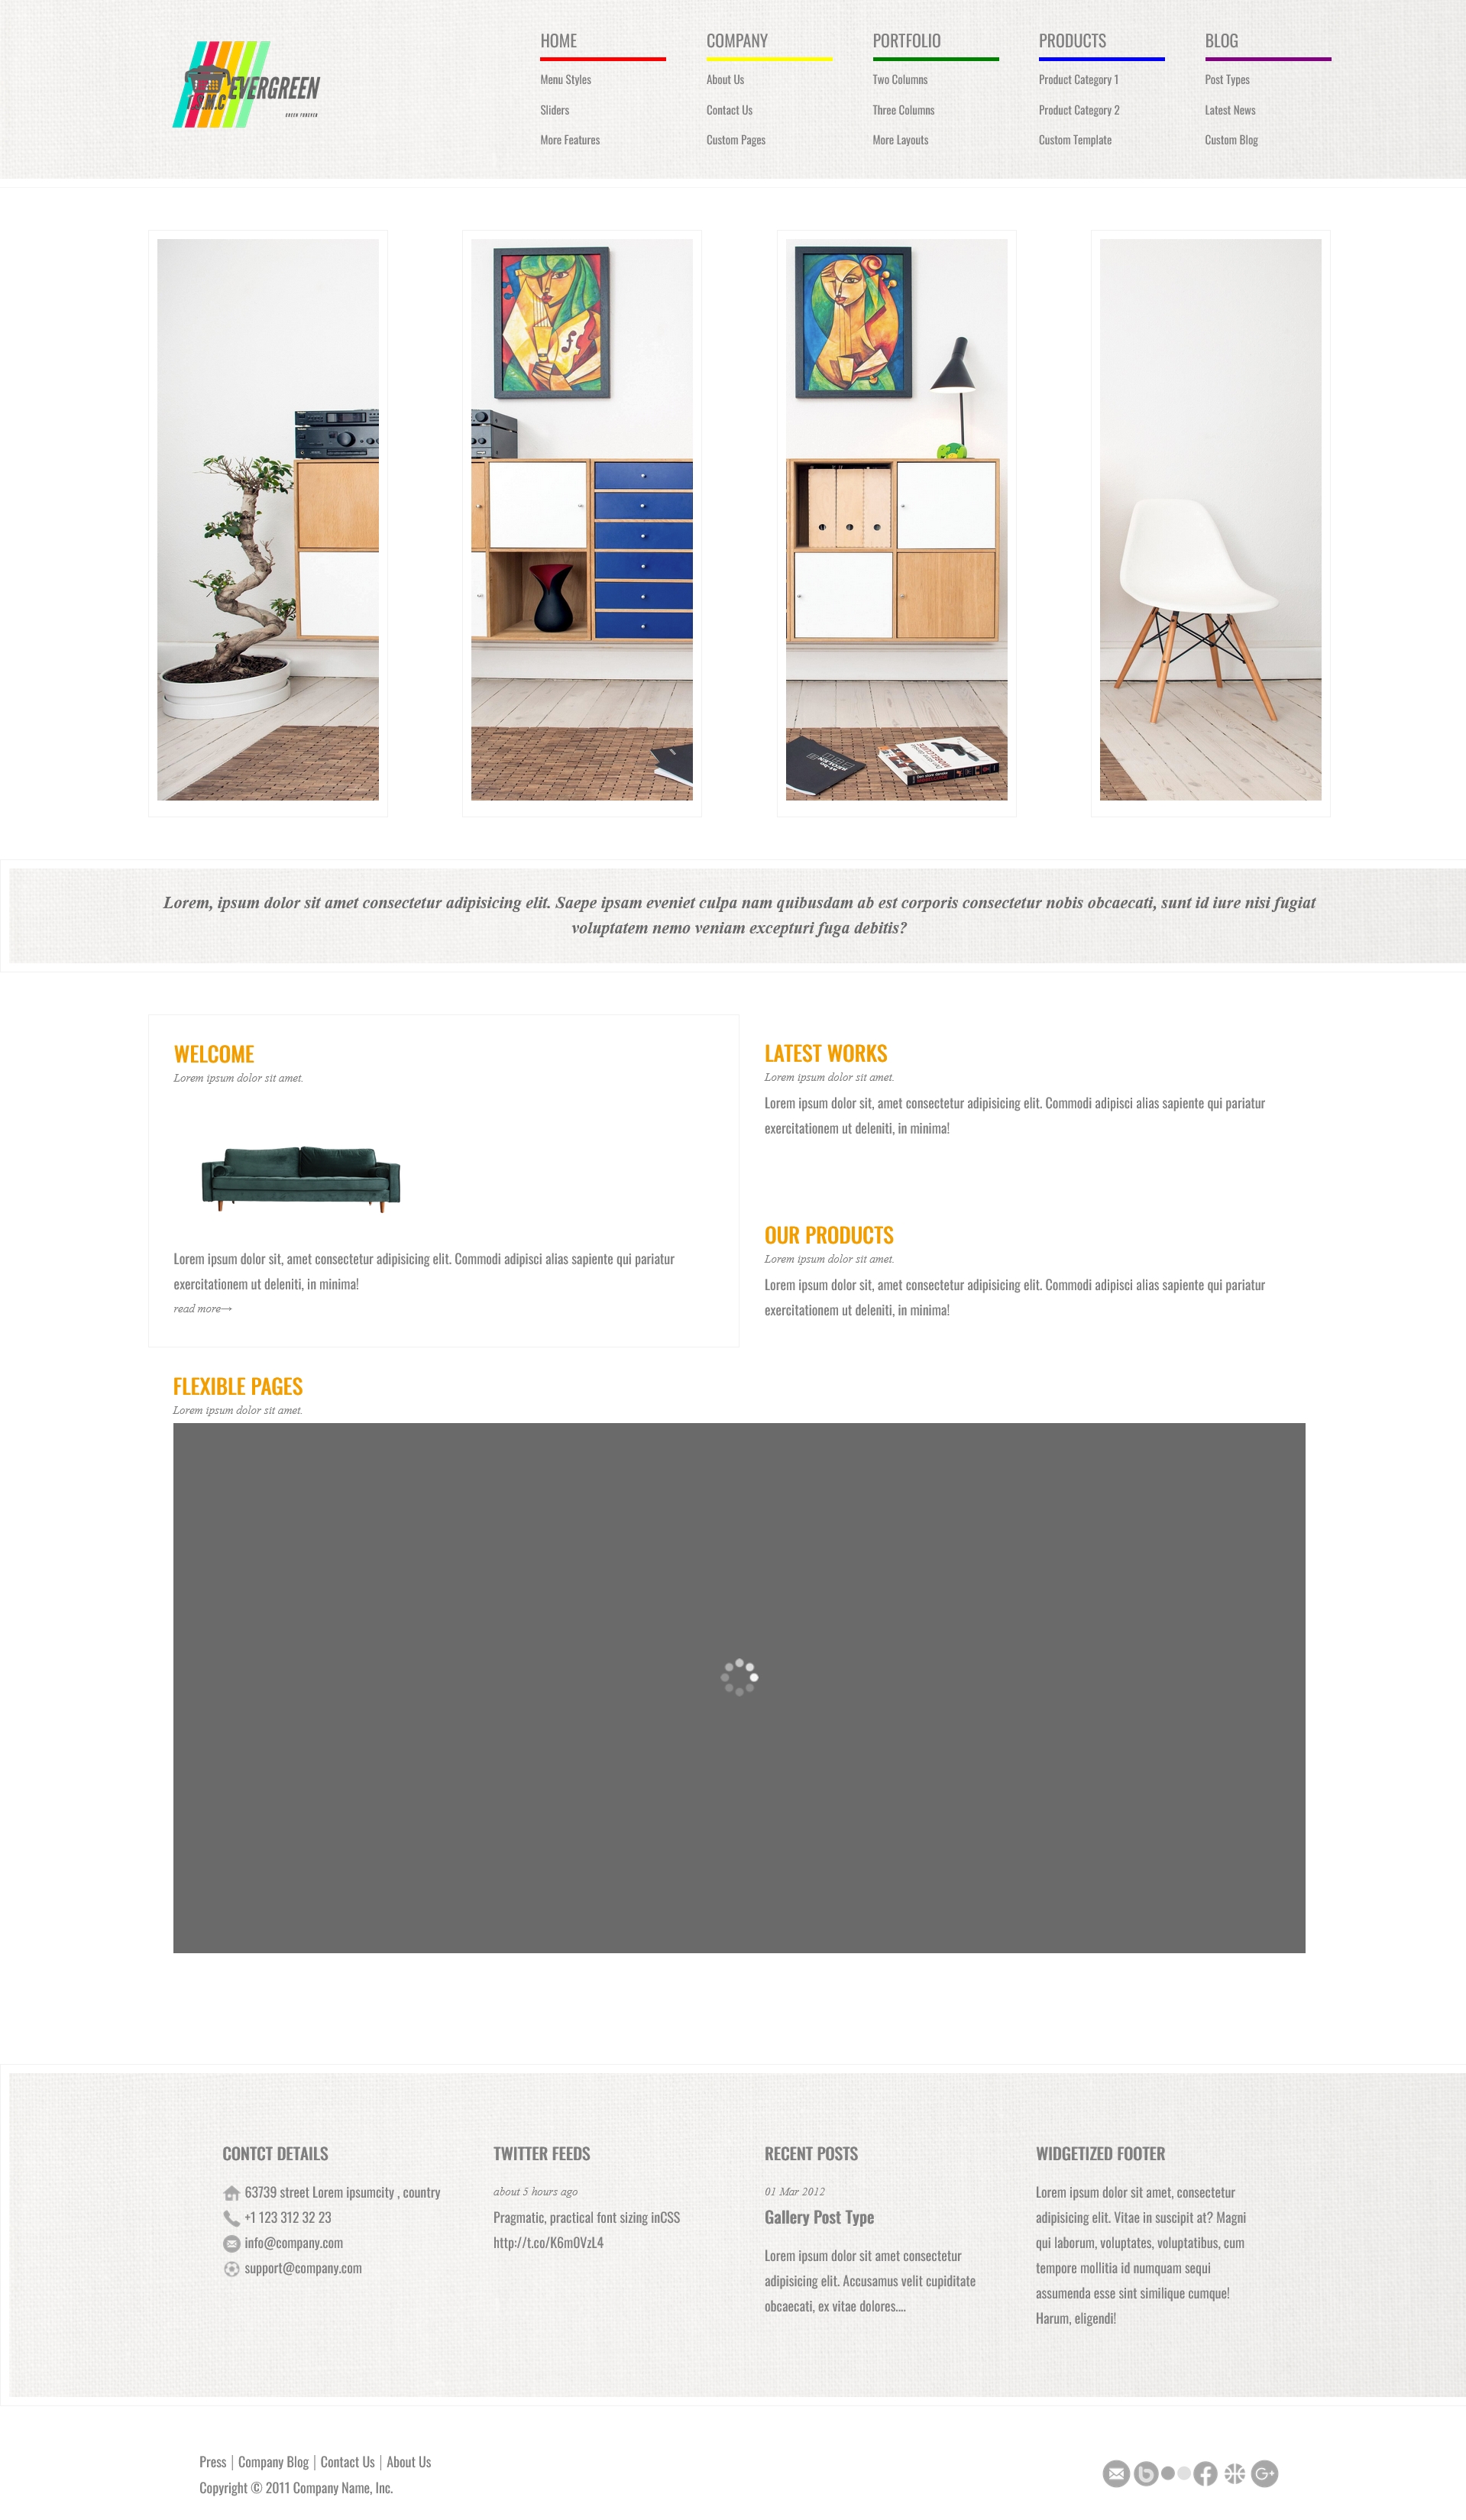 EVERGREEN
GREEN FOREVER
HOME
Menu Styles
Sliders
More Features
COMPANY
About Us
Contact Us
Custom Pages
PORTFOLIO
Two Columns
Three Columns
More Layouts
PRODUCTS
Product Category 1
Product Category 2
Custom Template
BLOG
Post Types
Latest News
Custom Blog
Lorem, ipsum dolor sit amet consectetur adipisicing elit. Saepe ipsam eveniet culpa nam quibusdam ab est corporis consectetur nobis obcaecati, sunt id iure nisi fugiat
voluptatem nemo veniam excepturi fuga debitis?
WELCOME
Lorem ipsum dolor sit amet.
Lorem ipsum dolor sit, amet consectetur adipisicing elit. Commodi adipisci alias sapiente qui pariatur
exercitationem ut deleniti, in minima!
read more→
LATEST WORKS
Lorem ipsum dolor sit amet.
Lorem ipsum dolor sit, amet consectetur adipisicing elit. Commodi adipisci alias sapiente qui pariatur
exercitationem ut deleniti, in minima!
OUR PRODUCTS
Lorem ipsum dolor sit amet.
Lorem ipsum dolor sit, amet consectetur adipisicing elit. Commodi adipisci alias sapiente qui pariatur
exercitationem ut deleniti, in minima!
FLEXIBLE PAGES
Lorem ipsum dolor sit amet.
CONTCT DETAILS
63739 street Lorem ipsumcity , country
+1 123 312 32 23
info@company.com
support@company.com
TWITTER FEEDS
about 5 hours ago
Pragmatic, practical font sizing inCSS
http://t.co/K6m0VzL4
RECENT POSTS
01 Mar 2012
Gallery Post Type
Lorem ipsum dolor sit amet consectetur
adipisicing elit. Accusamus velit cupiditate
obcaecati, ex vitae dolores....
WIDGETIZED FOOTER
Lorem ipsum dolor sit amet, consectetur
adipisicing elit. Vitae in suscipit at? Magni
qui laborum, voluptates, voluptatibus, cum
tempore mollitia id numquam sequi
assumenda esse sint similique cumque!
Harum, eligendi!
Press | Company Blog | Contact Us | About Us
Copyright © 2011 Company Name, Inc.